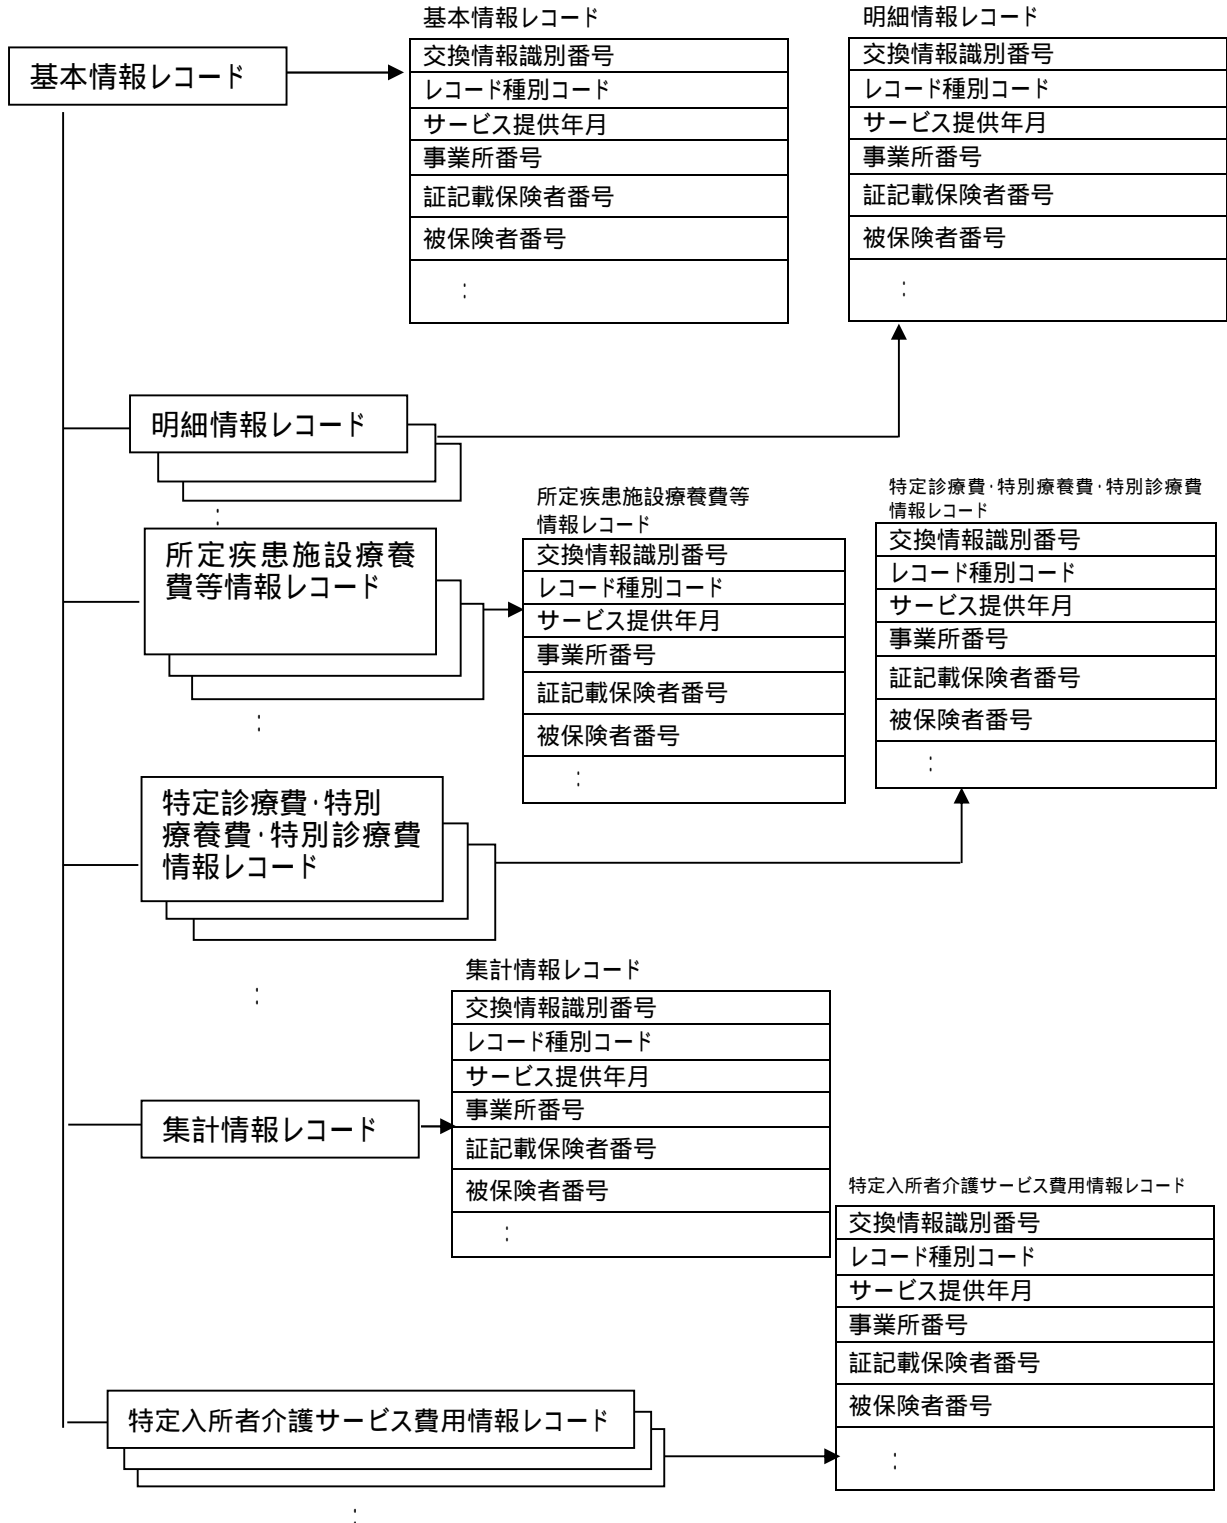 基本情報レコード
基本情報レコード
交換情報識別番号
レコード種別コード
サービス提供年月
事業所番号
証記載保険者番号
被保険者番号
:
明細情報レコード
交換情報識別番号
レコード種別コード
サービス提供年月
事業所番号
証記載保険者番号
被保険者番号
:
明細情報レコード
:
所定疾患施設療養
費等情報レコード
:
所定疾患施設療養費等
情報レコード
交換情報識別番号
レコード種別コード
サービス提供年月
事業所番号
証記載保険者番号
被保険者番号
:
特定診療費・特別療養費・特別診療費
情報レコード
交換情報識別番号
レコード種別コード
サービス提供年月
事業所番号
証記載保険者番号
被保険者番号
:
特定診療費・特別
療養費・特別診療費
情報レコード
:
集計情報レコード
集計情報レコード
交換情報識別番号
レコード種別コード
サービス提供年月
事業所番号
証記載保険者番号
被保険者番号
:
特定入所者介護サービス費用情報レコード
交換情報識別番号
レコード種別コード
サービス提供年月
事業所番号
証記載保険者番号
被保険者番号
:
特定入所者介護サービス費用情報レコード
: